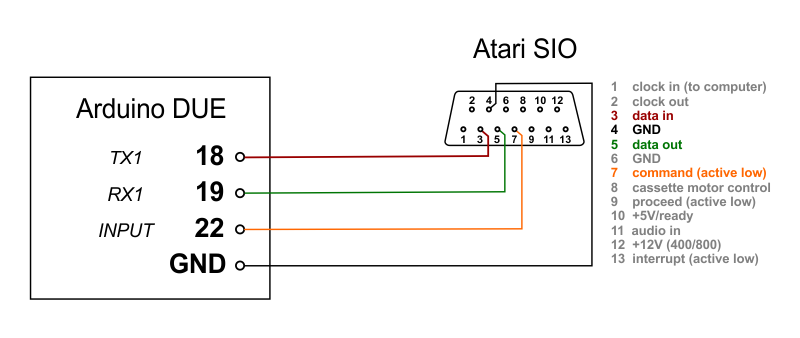 Atari SIO
Arduino DUE
TX1 18
RX1 19
INPUT 22
GND
2 4 6 8 10 12
1 3 5 7 9 11 13
1 clock in (to computer)
2 clock out
3 data in
4 GND
5 data out
6 GND
7 command (active low)
8 cassette motor control
9 proceed (active low)
10 +5V/ready
11 audio in
12 +12V (400/800)
13 interrupt (active low)